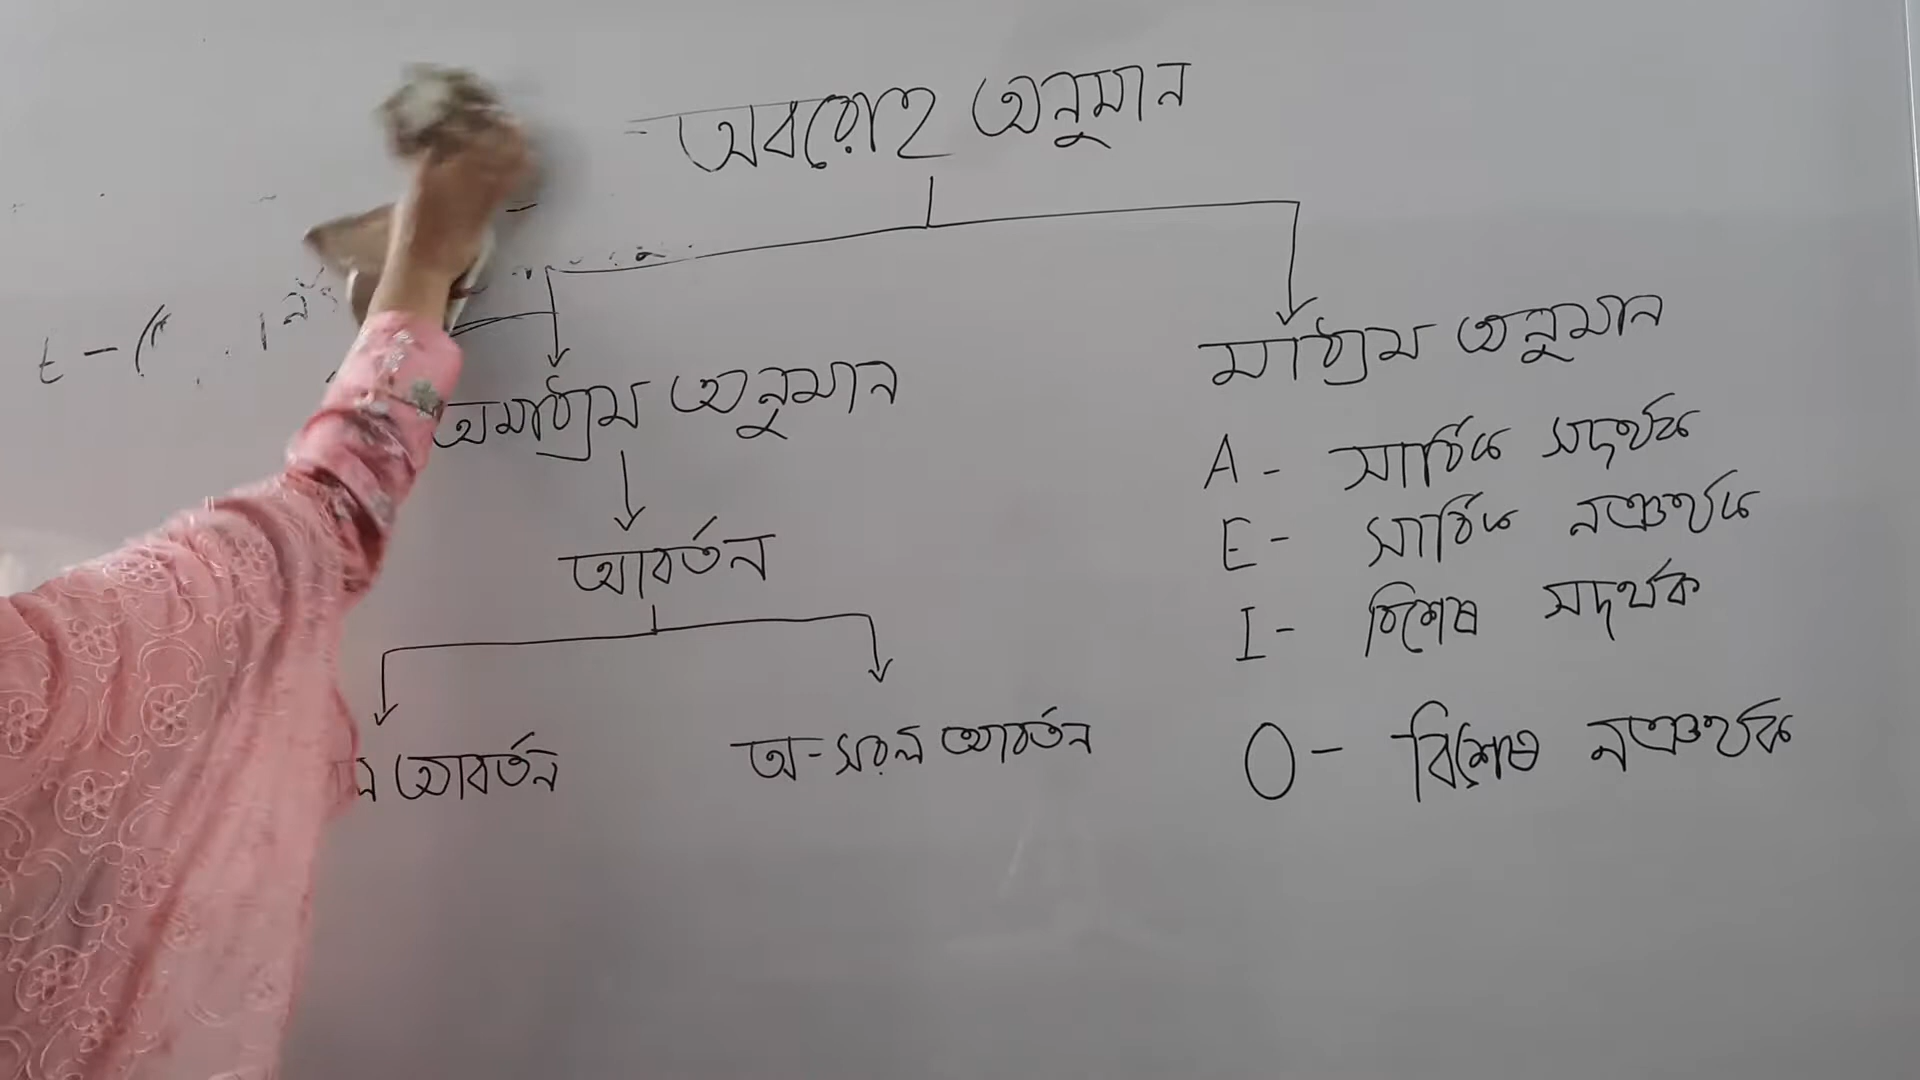 অবরোহ অনুমান
অমাধ্যম অনুমান
মাধ্যম অনুমান
আবর্তন
আবর্তন
অ-সরল আবর্তন
A - সার্বিক সদর্থক
E - সার্বিক নঞর্থক
I - বিশেষ সদর্থক
O - বিশেষ নঞর্থক